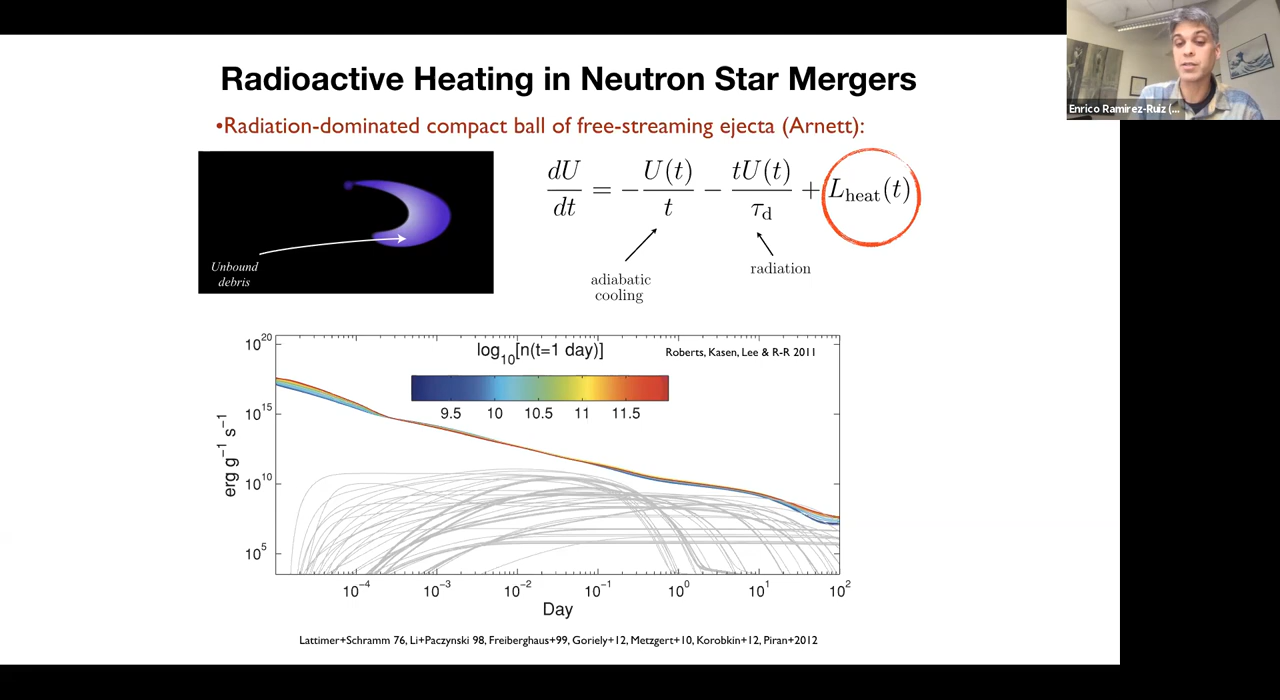 Radioactive Heating in Neutron Star Mergers
•Radiation-dominated compact ball of free-streaming ejecta (Arnett):
Unbound
debris
dU/dt = −U(t)/t − tU(t)/τd + Lheat(t)
adiabatic
cooling
radiation
log10[n(t=1 day)]
Roberts, Kasen, Lee & R-R 2011
9.5 10 10.5 11 11.5
erg g−1 s−1
10^20
10^15
10^10
10^5
10^−4 10^−3 10^−2 10^−1 10^0 10^1 10^2
Day
Lattimer+Schramm 76, Li+Paczynski 98, Freiberghaus+99, Goriely+12, Metzgert+10, Korobkin+12, Piran+2012
Enrico Ramirez-Ruiz (...